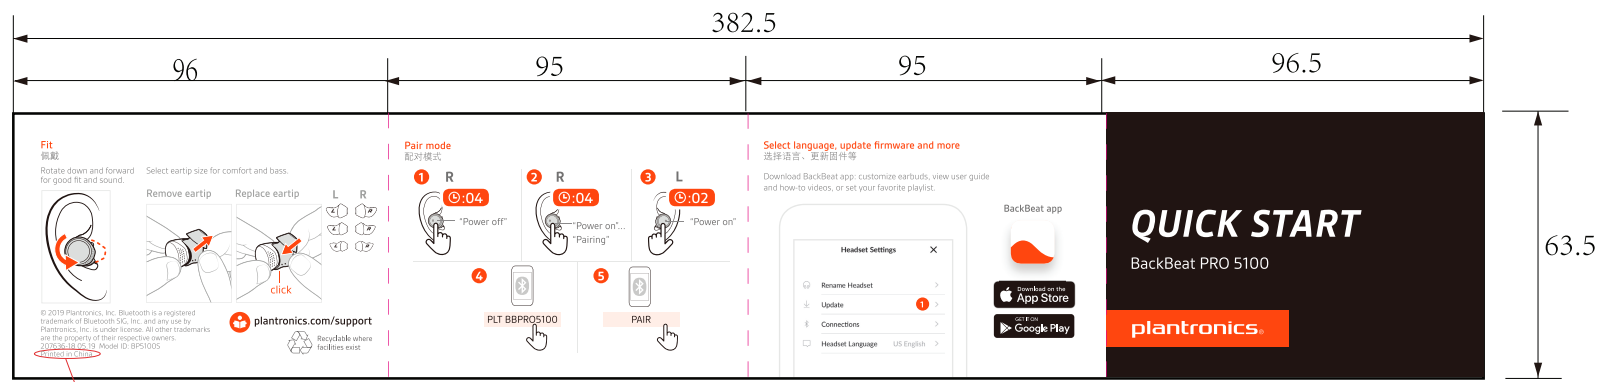 382.5
96
95
95
96.5
63.5
Fit
佩戴
Rotate down and forward
for good fit and sound.
Select eartip size for comfort and bass.
Remove eartip
Replace eartip
L R
L R
L R
L R
click
© 2019 Plantronics, Inc. Bluetooth is a registered
trademark of Bluetooth SIG, Inc. and any use by
Plantronics, Inc. is under license. All other trademarks
are the property of their respective owners.
207636-18 05.19 Model ID: BP5100S
Printed in China.
plantronics.com/support
Recyclable where
facilities exist
Pair mode
配对模式
1 R
:04
"Power off"
2 R
:04
"Power on"...
"Pairing"
3 L
:02
"Power on"
4
PLT BBPRO5100
5
PAIR
Select language, update firmware and more
选择语言、更新固件等
Download BackBeat app: customize earbuds, view user guide
and how-to videos, or set your favorite playlist.
Headset Settings
Rename Headset
Update 1
Connections
Headset Language US English
BackBeat app
Download on the
App Store
GET IT ON
Google Play
QUICK START
BackBeat PRO 5100
plantronics®